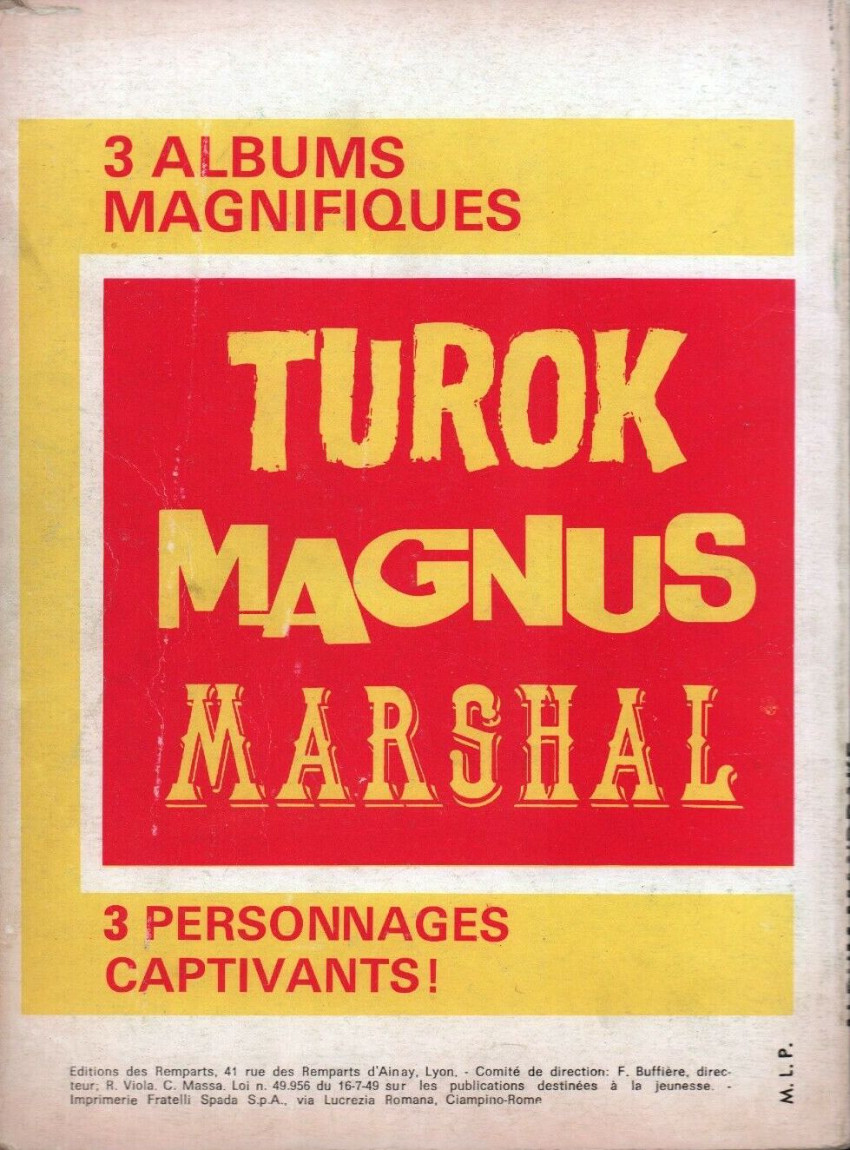 3 ALBUMS
MAGNIFIQUES
TUROK
MAGNUS
MARSHAL
3 PERSONNAGES
CAPTIVANTS!
Editions des Remparts, 41 rue des Remparts d'Ainay, Lyon. - Comité de direction: F. Buffière, direc-
teur; R. Viola. C. Massa. Loi n. 49.956 du 16-7-49 sur les publications destinées à la jeunesse. -
Imprimerie Fratelli Spada S.p.A., via Lucrezia Romana, Ciampino-Rome
M. L. P.